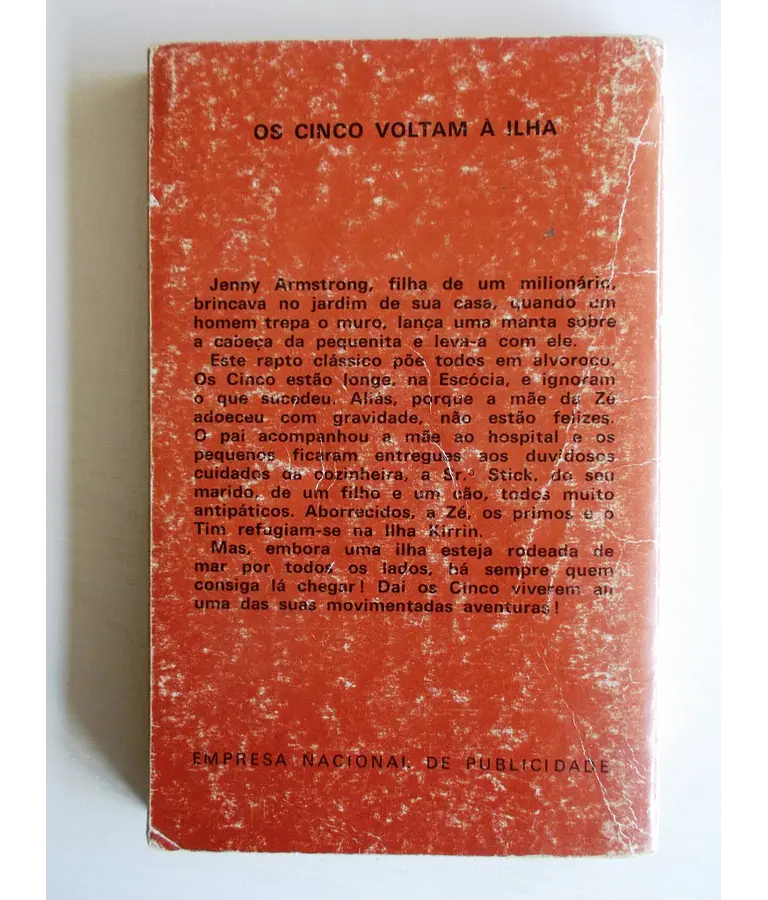 OS CINCO VOLTAM À ILHA
Jenny Armstrong, filha de um milionário,
brincava no jardim de sua casa, quando um
homem trepa o muro, lança uma manta sobre
a cabeça da pequenita e leva-a com ele.
Este rapto clássico põe todos em alvoroço.
Os Cinco estão longe, na Escócia, e ignoram
o que sucedeu. Aliás, porque a mãe da Zé
adoeceu com gravidade, não estão felizes.
O pai acompanhou a mãe ao hospital e os
pequenos ficaram entregues aos duvidosos
cuidados da cozinheira, a Sr.ª Stick, do seu
marido, de um filho e um cão, todos muito
antipáticos. Aborrecidos, a Zé, os primos e o
Tim refugiam-se na Ilha Kirrin.
Mas, embora uma ilha esteja rodeada de
mar por todos os lados, há sempre quem
consiga lá chegar! Daí os Cinco viverem aí
uma das suas movimentadas aventuras!
EMPRESA NACIONAL DE PUBLICIDADE